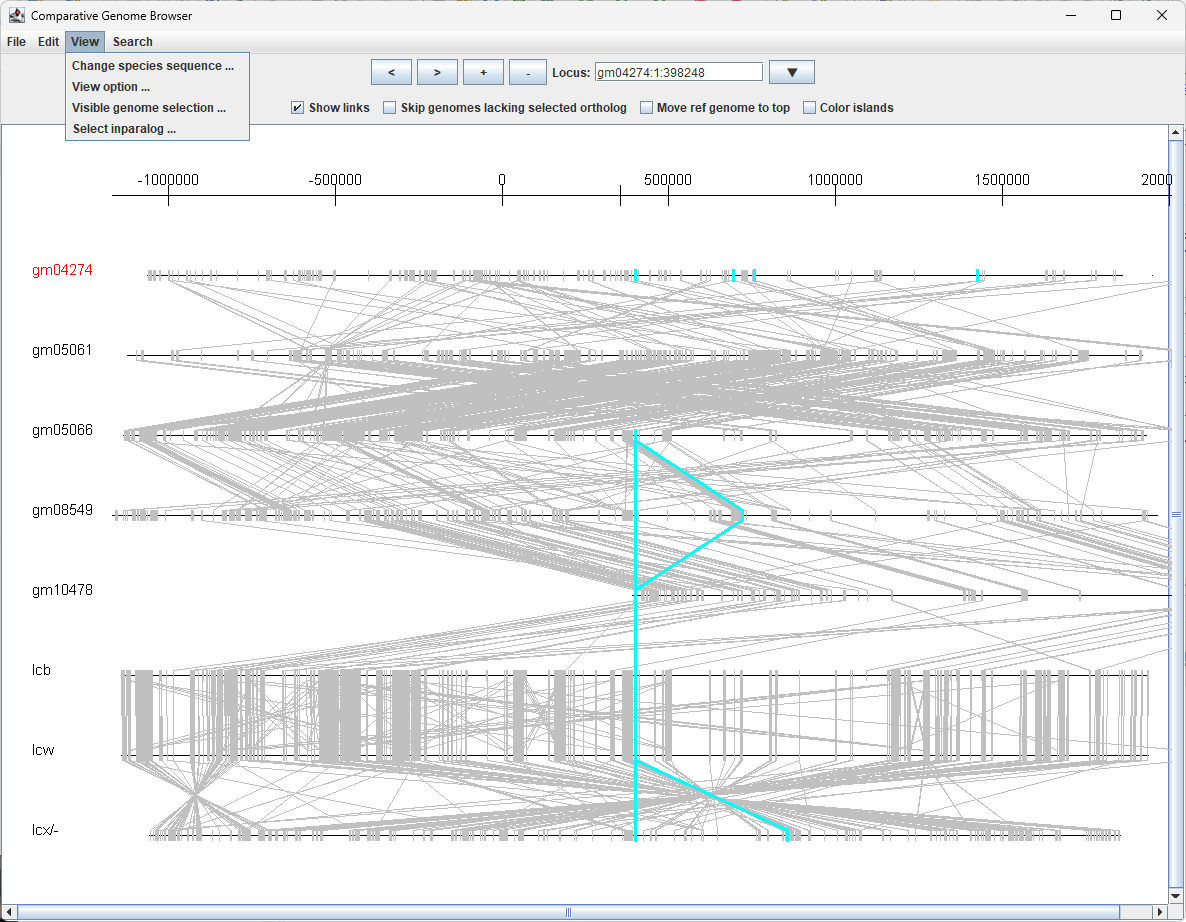 Comparative Genome Browser
File Edit View Search
Change species sequence ...
View option ...
Visible genome selection ...
Select inparalog ...
< > + - Locus: gm04274:1:398248
Show links Skip genomes lacking selected ortholog Move ref genome to top Color islands
-1000000 -500000 0 500000 1000000 1500000 2000
gm04274
gm05061
gm05066
gm08549
gm10478
lcb
lcw
lcx/-